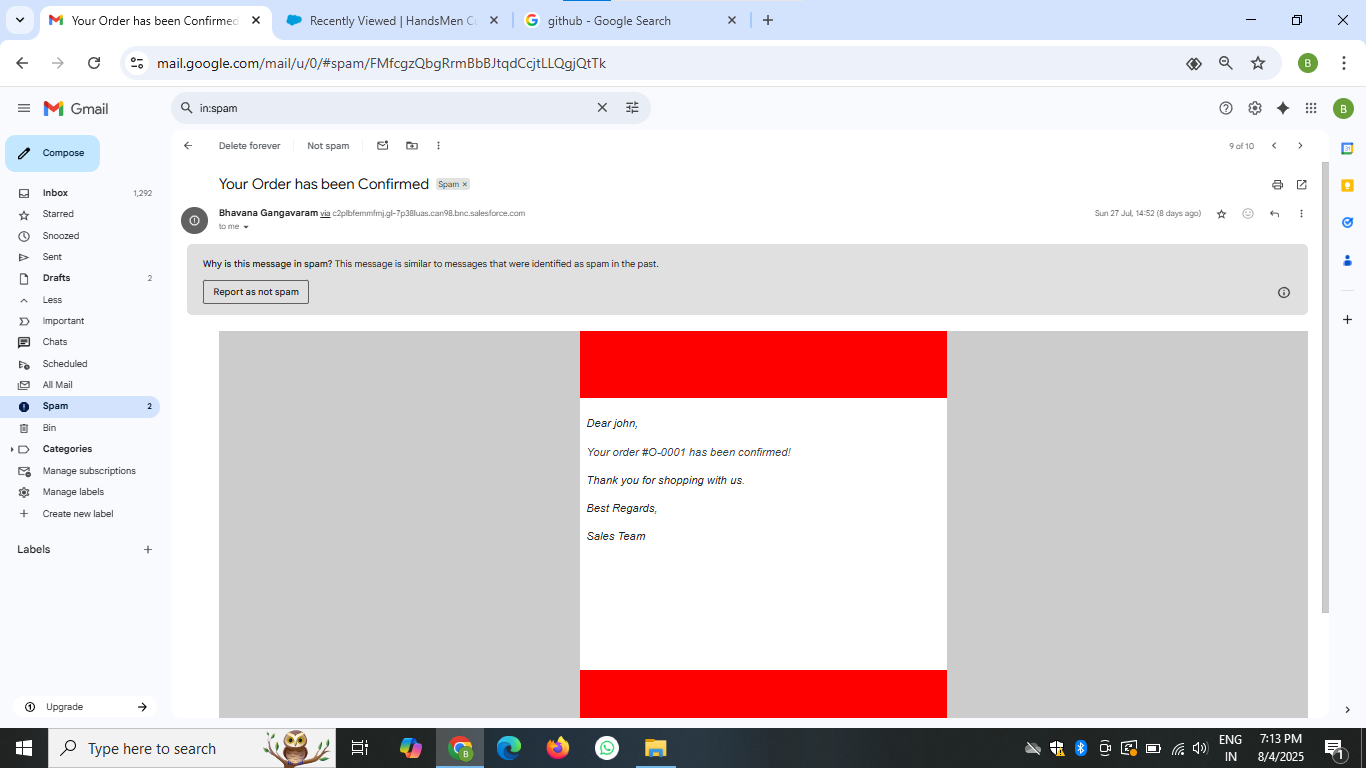 Your Order has been Confirmed
Recently Viewed | HandsMen Cu
github - Google Search
mail.google.com/mail/u/0/#spam/FMfcgzQbgRrmBbBJtqdCcjtLLQgjQtTk
B
Gmail
in:spam
B
Compose
Delete forever
Not spam
9 of 10
Your Order has been Confirmed
Spam ×
Inbox 1,292
Starred
Snoozed
Sent
Drafts 2
Less
Important
Chats
Scheduled
All Mail
Spam 2
Bin
Categories
Manage subscriptions
Manage labels
Create new label
Labels
Upgrade
Bhavana Gangavaram via c2plbfemmfmj.gl-7p38luas.can98.bnc.salesforce.com
Sun 27 Jul, 14:52 (8 days ago)
to me
Why is this message in spam? This message is similar to messages that were identified as spam in the past.
Report as not spam
Dear john,
Your order #O-0001 has been confirmed!
Thank you for shopping with us.
Best Regards,
Sales Team
Type here to search
B
ENG
IN
7:13 PM
8/4/2025
1